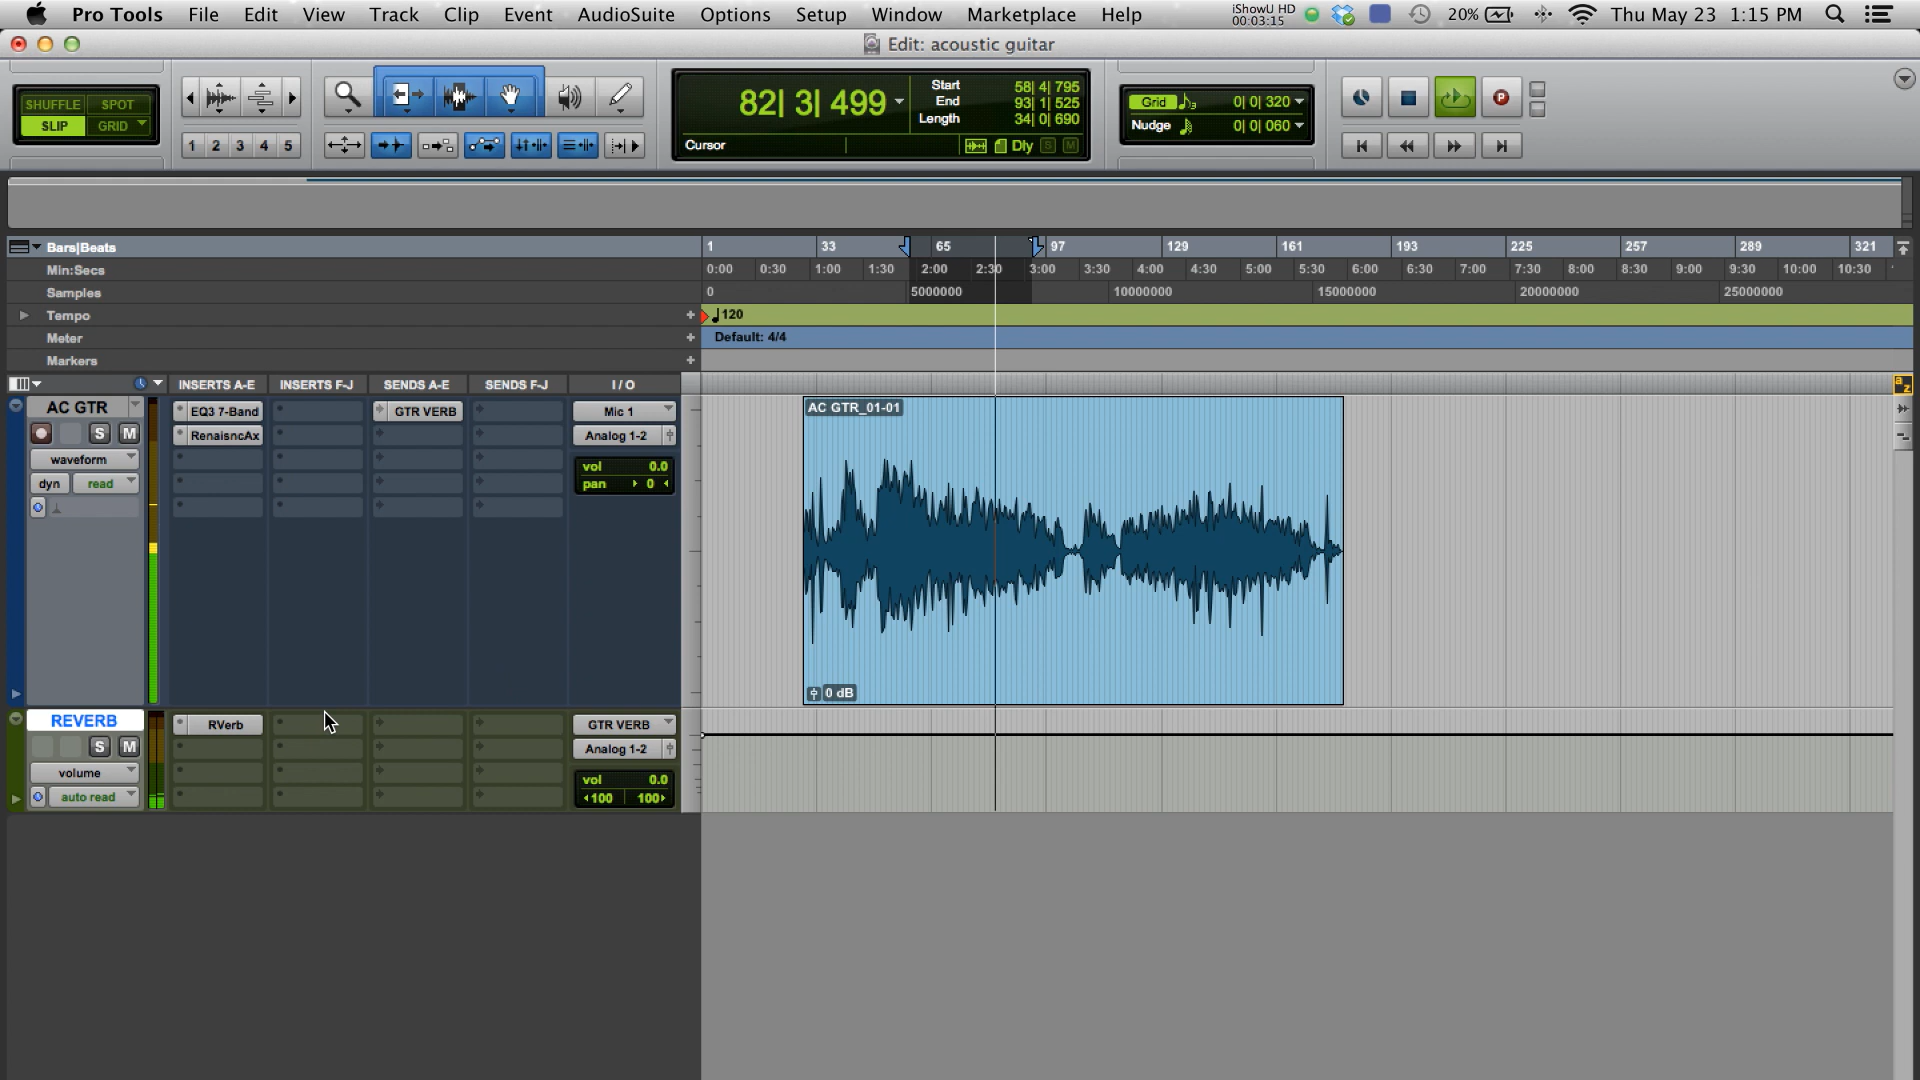 Pro Tools File Edit View Track Clip Event AudioSuite Options Setup Window Marketplace Help iShowU HD 00:03:15 20% Thu May 23 1:15 PM
Edit: acoustic guitar
SHUFFLE SPOT
SLIP GRID
1 2 3 4 5
82| 3| 499
Start 58| 4| 795
End 93| 1| 525
Length 34| 0| 690
Cursor
Dly S M
Grid 0| 0| 320
Nudge 0| 0| 060
Bars|Beats 1 33 65 97 129 161 193 225 257 289 321
Min:Secs 0:00 0:30 1:00 1:30 2:00 2:30 3:00 3:30 4:00 4:30 5:00 5:30 6:00 6:30 7:00 7:30 8:00 8:30 9:00 9:30 10:00 10:30
Samples 0 5000000 10000000 15000000 20000000 25000000
Tempo + 120
Meter + Default: 4/4
Markers +
INSERTS A-E INSERTS F-J SENDS A-E SENDS F-J I / O
a z
AC GTR EQ3 7-Band GTR VERB Mic 1 AC GTR_01-01
S M RenaisncAx Analog 1-2
waveform vol 0.0
dyn read pan 0
0 dB
REVERB RVerb GTR VERB
S M Analog 1-2
volume vol 0.0
auto read 100 100